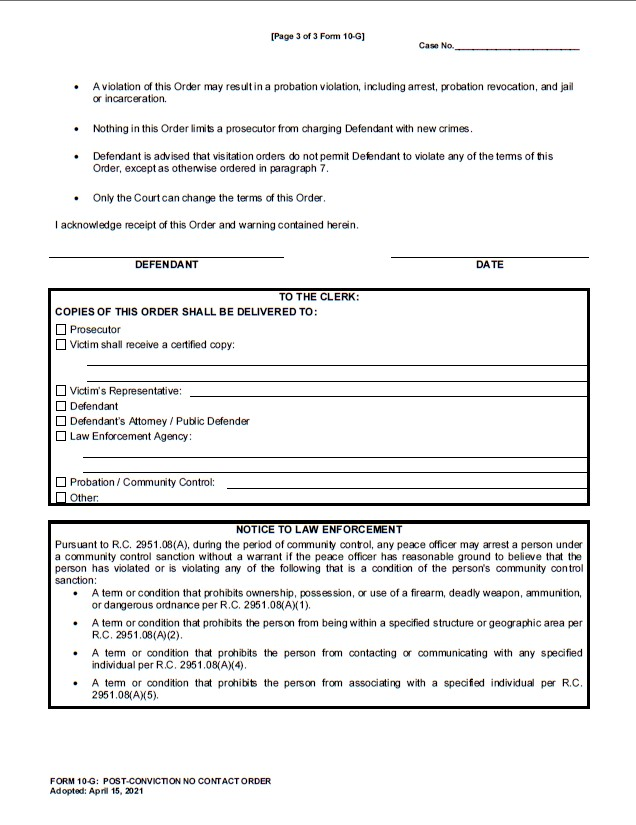 [Page 3 of 3 Form 10-G]
Case No.____________________________
• A violation of this Order may result in a probation violation, including arrest, probation revocation, and jail
or incarceration.
• Nothing in this Order limits a prosecutor from charging Defendant with new crimes.
• Defendant is advised that visitation orders do not permit Defendant to violate any of the terms of this
Order, except as otherwise ordered in paragraph 7.
• Only the Court can change the terms of this Order.
I acknowledge receipt of this Order and warning contained herein.
DEFENDANT DATE
TO THE CLERK:
COPIES OF THIS ORDER SHALL BE DELIVERED TO:
☐ Prosecutor
☐ Victim shall receive a certified copy:
☐ Victim's Representative:
☐ Defendant
☐ Defendant's Attorney / Public Defender
☐ Law Enforcement Agency:
☐ Probation / Community Control:
☐ Other:
NOTICE TO LAW ENFORCEMENT
Pursuant to R.C. 2951.08(A), during the period of community control, any peace officer may arrest a person under
a community control sanction without a warrant if the peace officer has reasonable ground to believe that the
person has violated or is violating any of the following that is a condition of the person's community control
sanction:
• A term or condition that prohibits ownership, possession, or use of a firearm, deadly weapon, ammunition,
or dangerous ordnance per R.C. 2951.08(A)(1).
• A term or condition that prohibits the person from being within a specified structure or geographic area per
R.C. 2951.08(A)(2).
• A term or condition that prohibits the person from contacting or communicating with any specified
individual per R.C. 2951.08(A)(4).
• A term or condition that prohibits the person from associating with a specified individual per R.C.
2951.08(A)(5).
FORM 10-G: POST-CONVICTION NO CONTACT ORDER
Adopted: April 15, 2021